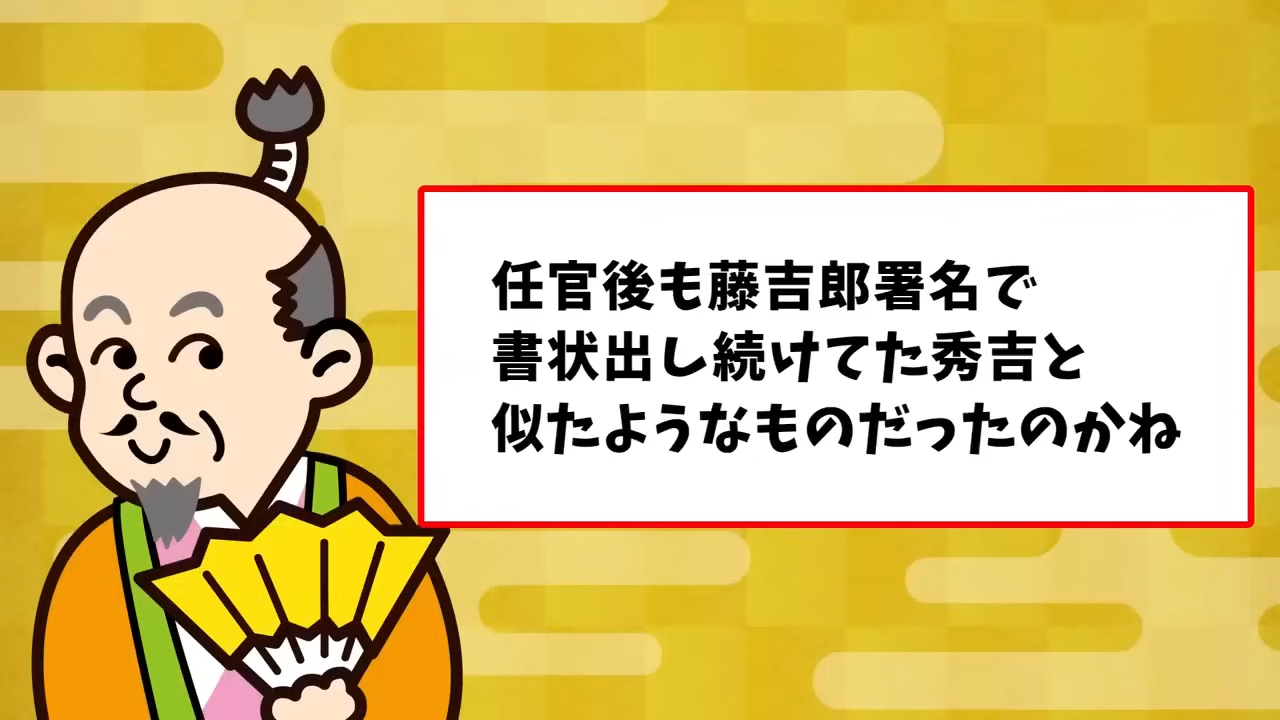 任官後も藤吉郎署名で
書状出し続けてた秀吉と
似たようなものだったのかね